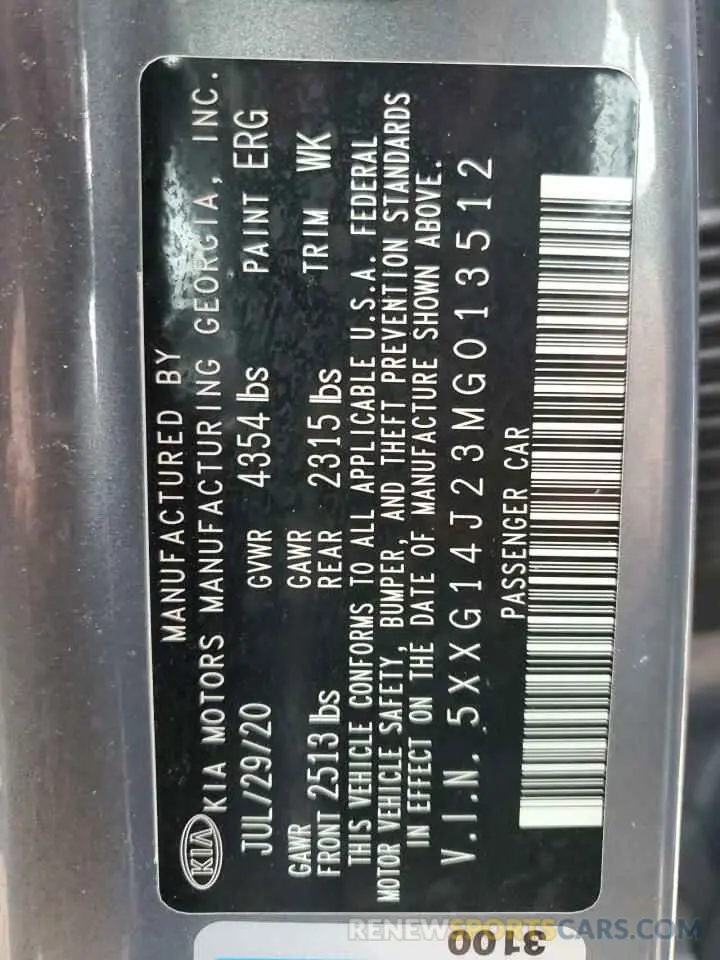 MANUFACTURED BY
KIA KIA MOTORS MANUFACTURING GEORGIA, INC.
JUL/29/20 GVWR 4354 lbs PAINT ERG
GAWR GAWR
FRONT 2513 lbs REAR 2315 lbs TRIM WK
THIS VEHICLE CONFORMS TO ALL APPLICABLE U.S.A. FEDERAL
MOTOR VEHICLE SAFETY, BUMPER, AND THEFT PREVENTION STANDARDS
IN EFFECT ON THE DATE OF MANUFACTURE SHOWN ABOVE.
V.I.N. 5XXG14J23MG013512
PASSENGER CAR
3100
RENEWSPORTSCARS.COM